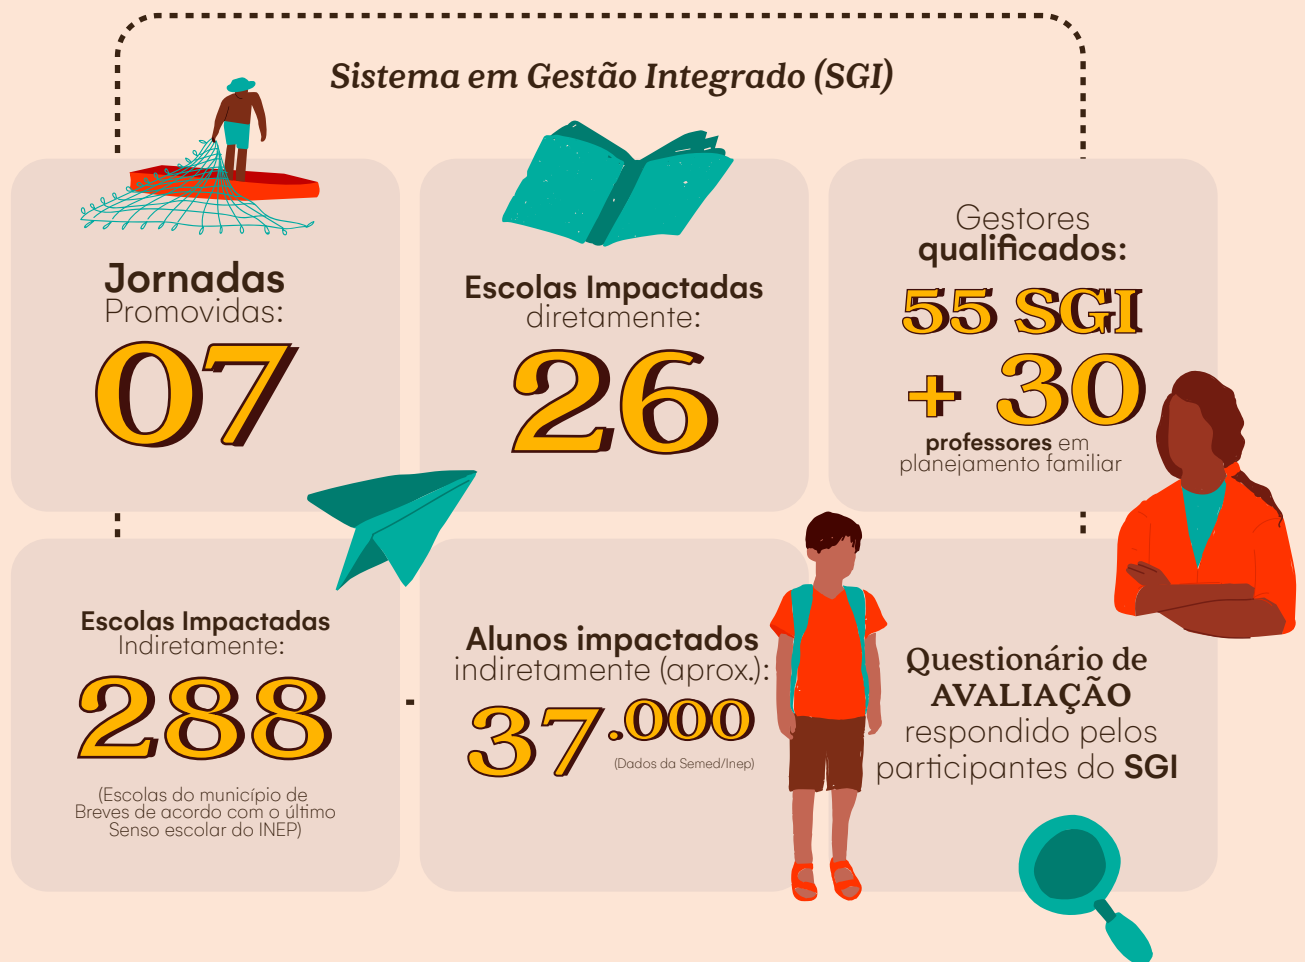 Sistema em Gestão Integrado (SGI)
Jornadas
Promovidas:
07
Escolas Impactadas
diretamente:
26
Gestores
qualificados:
55 SGI
+ 30
professores em
planejamento familiar
Escolas Impactadas
Indiretamente:
288
(Escolas do município de
Breves de acordo com o último
Senso escolar do INEP)
Alunos impactados
indiretamente (aprox.):
37.000
(Dados da Semed/Inep)
Questionário de
AVALIAÇÃO
respondido pelos
participantes do SGI